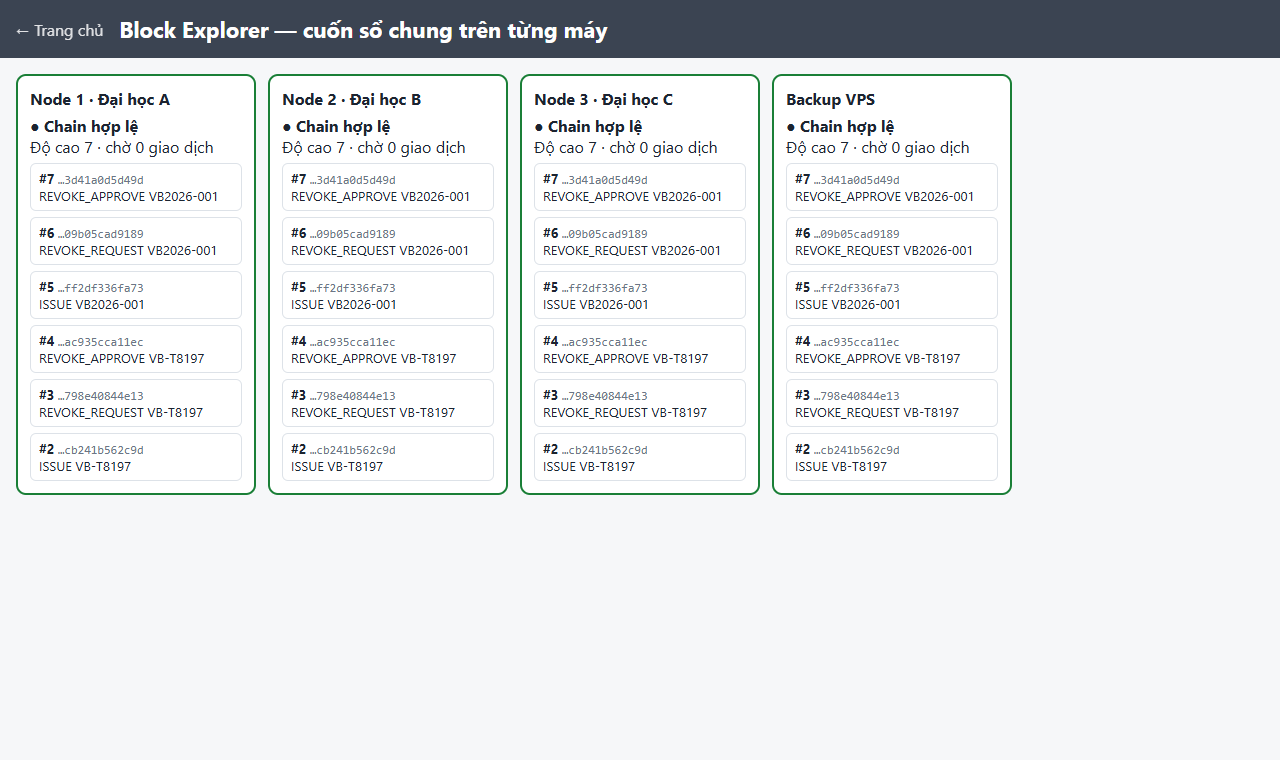 ← Trang chủ Block Explorer — cuốn sổ chung trên từng máy
Node 1 · Đại học A
● Chain hợp lệ
Độ cao 7 · chờ 0 giao dịch
#7 …3d41a0d5d49d
REVOKE_APPROVE VB2026-001
#6 …09b05cad9189
REVOKE_REQUEST VB2026-001
#5 …ff2df336fa73
ISSUE VB2026-001
#4 …ac935cca11ec
REVOKE_APPROVE VB-T8197
#3 …798e40844e13
REVOKE_REQUEST VB-T8197
#2 …cb241b562c9d
ISSUE VB-T8197
Node 2 · Đại học B
● Chain hợp lệ
Độ cao 7 · chờ 0 giao dịch
#7 …3d41a0d5d49d
REVOKE_APPROVE VB2026-001
#6 …09b05cad9189
REVOKE_REQUEST VB2026-001
#5 …ff2df336fa73
ISSUE VB2026-001
#4 …ac935cca11ec
REVOKE_APPROVE VB-T8197
#3 …798e40844e13
REVOKE_REQUEST VB-T8197
#2 …cb241b562c9d
ISSUE VB-T8197
Node 3 · Đại học C
● Chain hợp lệ
Độ cao 7 · chờ 0 giao dịch
#7 …3d41a0d5d49d
REVOKE_APPROVE VB2026-001
#6 …09b05cad9189
REVOKE_REQUEST VB2026-001
#5 …ff2df336fa73
ISSUE VB2026-001
#4 …ac935cca11ec
REVOKE_APPROVE VB-T8197
#3 …798e40844e13
REVOKE_REQUEST VB-T8197
#2 …cb241b562c9d
ISSUE VB-T8197
Backup VPS
● Chain hợp lệ
Độ cao 7 · chờ 0 giao dịch
#7 …3d41a0d5d49d
REVOKE_APPROVE VB2026-001
#6 …09b05cad9189
REVOKE_REQUEST VB2026-001
#5 …ff2df336fa73
ISSUE VB2026-001
#4 …ac935cca11ec
REVOKE_APPROVE VB-T8197
#3 …798e40844e13
REVOKE_REQUEST VB-T8197
#2 …cb241b562c9d
ISSUE VB-T8197